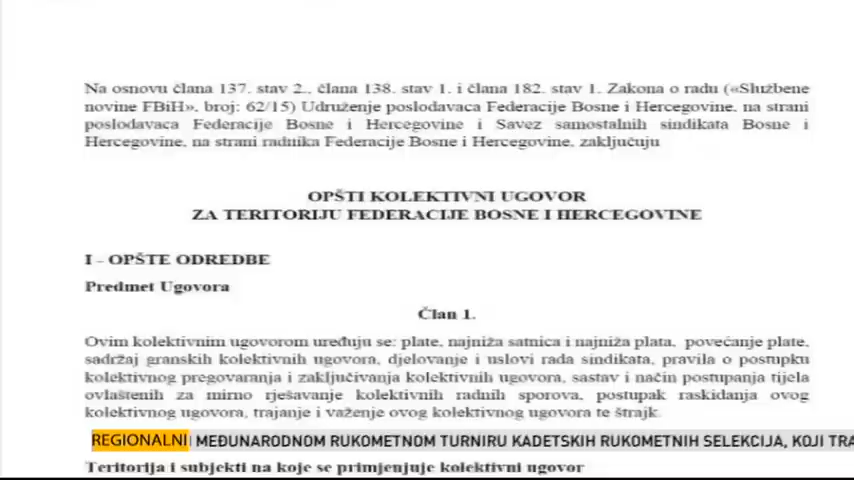 Na osnovu člana 137. stav 2., člana 138. stav 1. i člana 182. stav 1. Zakona o radu («Službene
novine FBiH», broj: 62/15) Udruženje poslodavaca Federacije Bosne i Hercegovine, na strani
poslodavaca Federacije Bosne i Hercegovine i Savez samostalnih sindikata Bosne i
Hercegovine, na strani radnika Federacije Bosne i Hercegovine, zaključuju
OPŠTI KOLEKTIVNI UGOVOR
ZA TERITORIJU FEDERACIJE BOSNE I HERCEGOVINE
I - OPŠTE ODREDBE
Predmet Ugovora
Član 1.
Ovim kolektivnim ugovorom uređuju se: plate, najniža satnica i najniža plata, povećanje plate,
sadržaj granskih kolektivnih ugovora, djelovanje i uslovi rada sindikata, pravila o postupku
kolektivnog pregovaranja i zaključivanja kolektivnih ugovora, sastav i način postupanja tijela
ovlaštenih za mirno rješavanje kolektivnih radnih sporova, postupak raskidanja ovog
kolektivnog ugovora, trajanje i važenje ovog kolektivnog ugovora te štrajk.
REGIONALNI MEĐUNARODNOM RUKOMETNOM TURNIRU KADETSKIH RUKOMETNIH SELEKCIJA, KOJI TRA
Teritorija i subjekti na koje se primjenjuje kolektivni ugovor